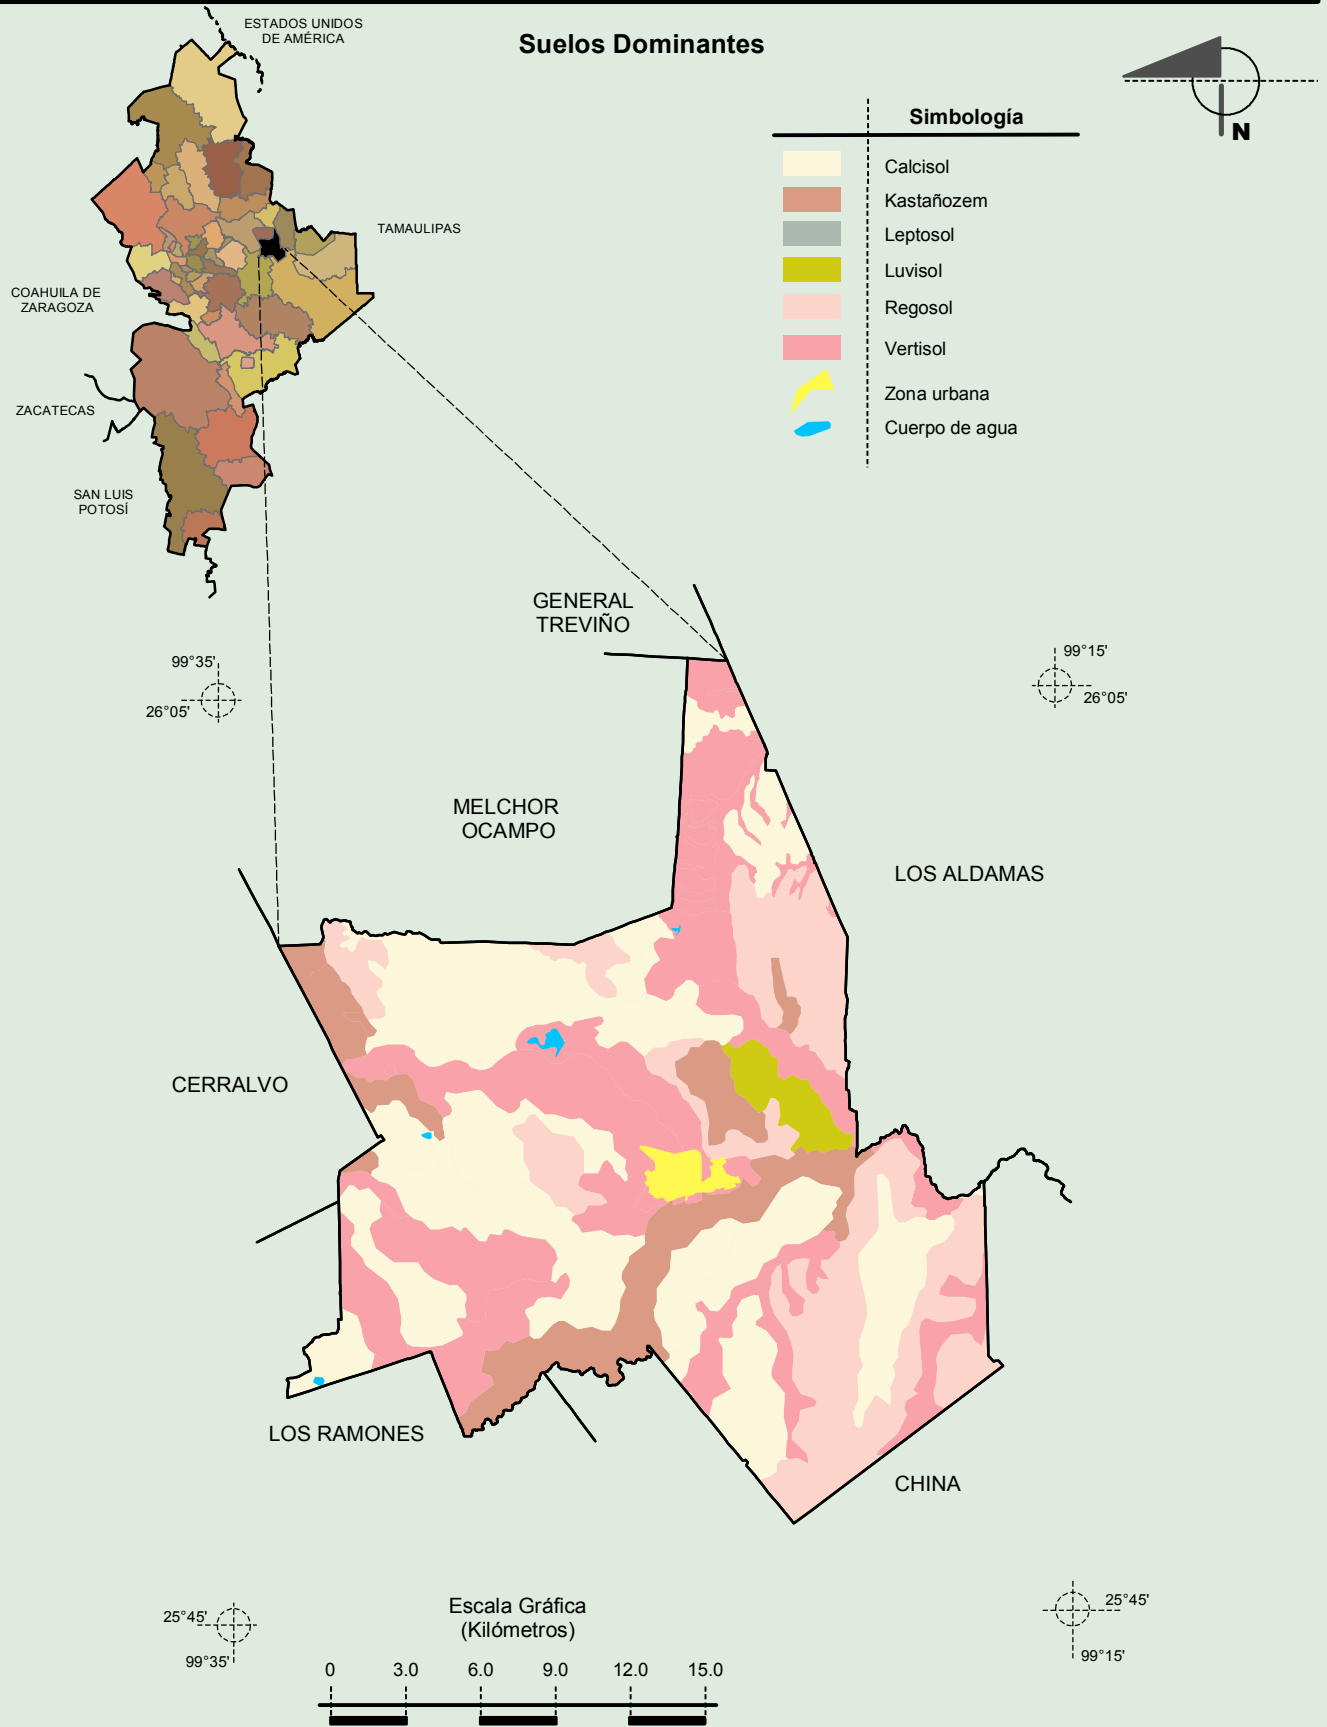 ESTADOS UNIDOS
DE AMÉRICA
Suelos Dominantes
N
Simbología
Calcisol
Kastañozem
Leptosol
Luvisol
Regosol
Vertisol
Zona urbana
Cuerpo de agua
TAMAULIPAS
COAHUILA DE
ZARAGOZA
ZACATECAS
SAN LUIS
POTOSÍ
GENERAL
TREVIÑO
99°35'
26°05'
99°15'
26°05'
MELCHOR
OCAMPO
LOS ALDAMAS
CERRALVO
LOS RAMONES
CHINA
25°45'
99°35'
25°45'
99°15'
Escala Gráfica
(Kilómetros)
0 3.0 6.0 9.0 12.0 15.0